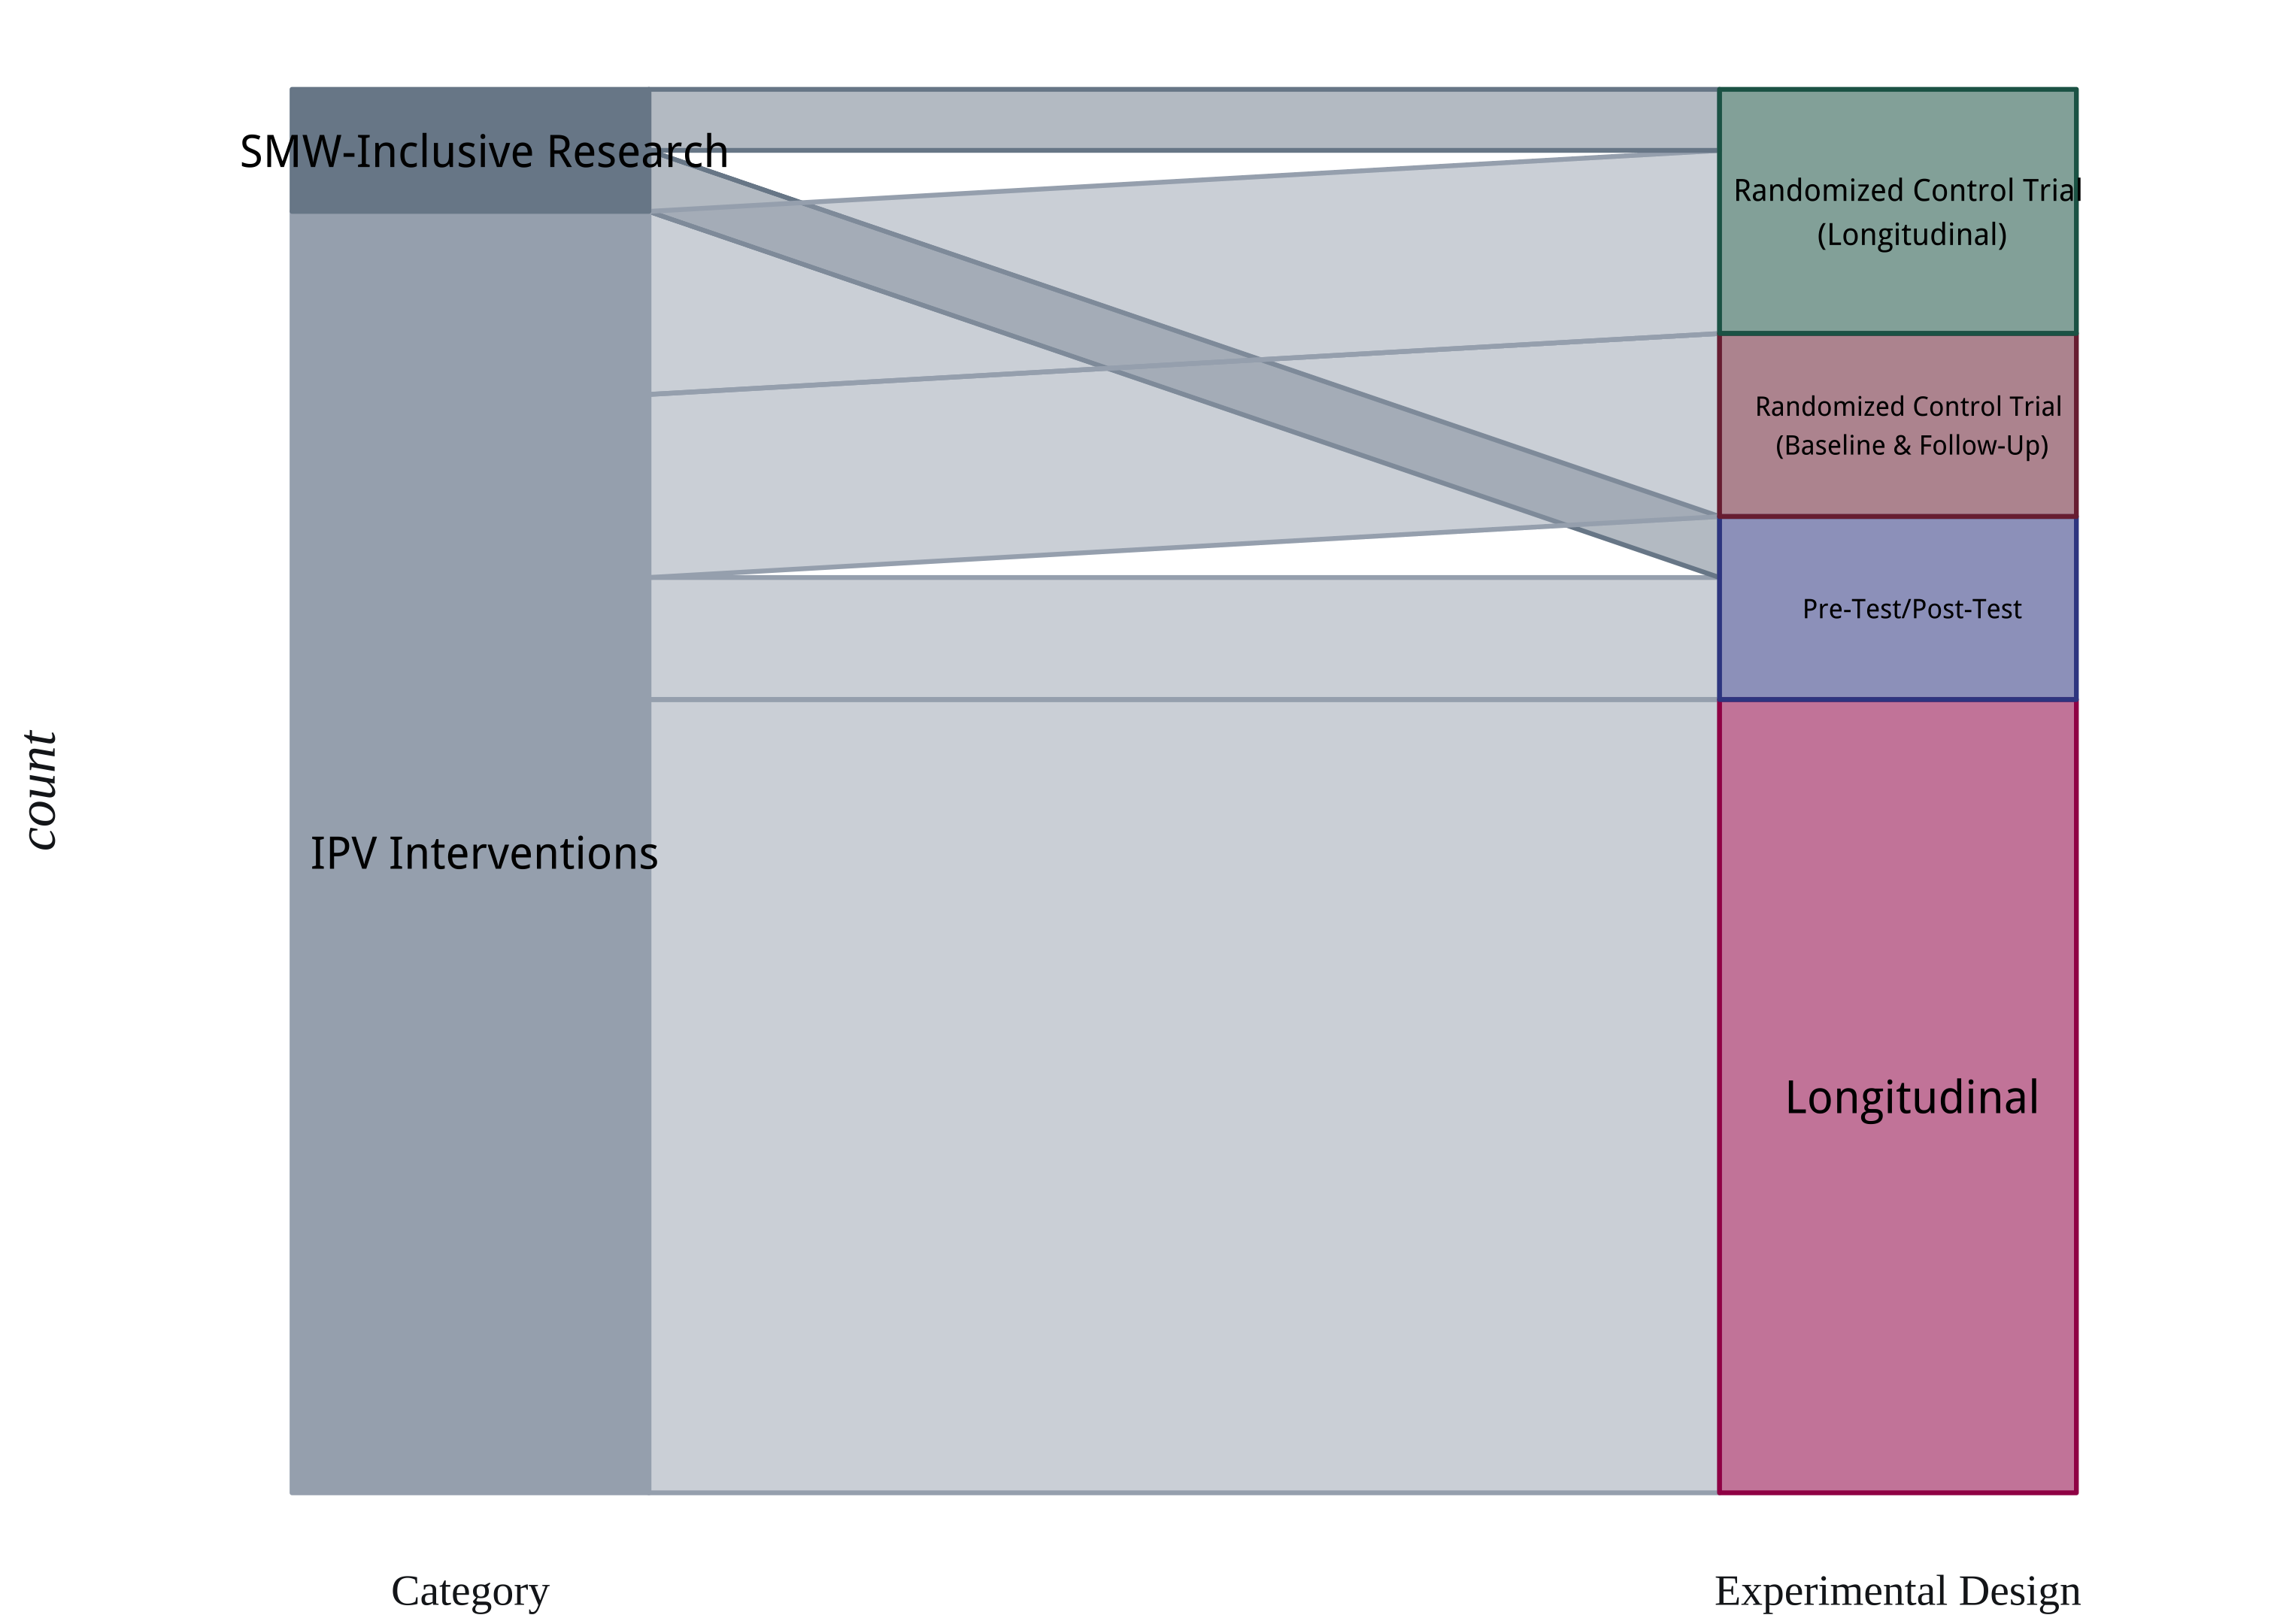 SMW-Inclusive Research
Randomized Control Trial
(Longitudinal)
Randomized Control Trial
(Baseline & Follow-Up)
Pre-Test/Post-Test
count
IPV Interventions
Longitudinal
Category
Experimental Design